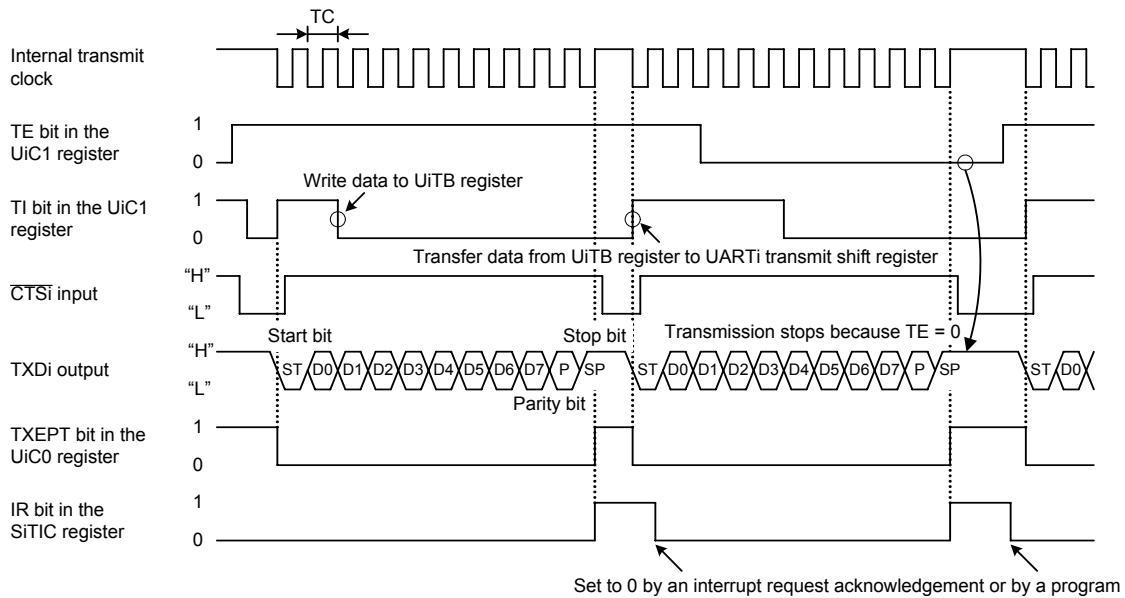 TC
Internal transmit
clock
TE bit in the
UiC1 register
1
0
Write data to UiTB register
TI bit in the UiC1
register
1
0
Transfer data from UiTB register to UARTi transmit shift register
CTSi input
“H”
“L”
Start bit
Stop bit
Transmission stops because TE = 0
TXDi output
“H”
“L”
ST D0 D1 D2 D3 D4 D5 D6 D7 P SP ST D0 D1 D2 D3 D4 D5 D6 D7 P SP ST D0
Parity bit
TXEPT bit in the
UiC0 register
1
0
IR bit in the
SiTIC register
1
0
Set to 0 by an interrupt request acknowledgement or by a program